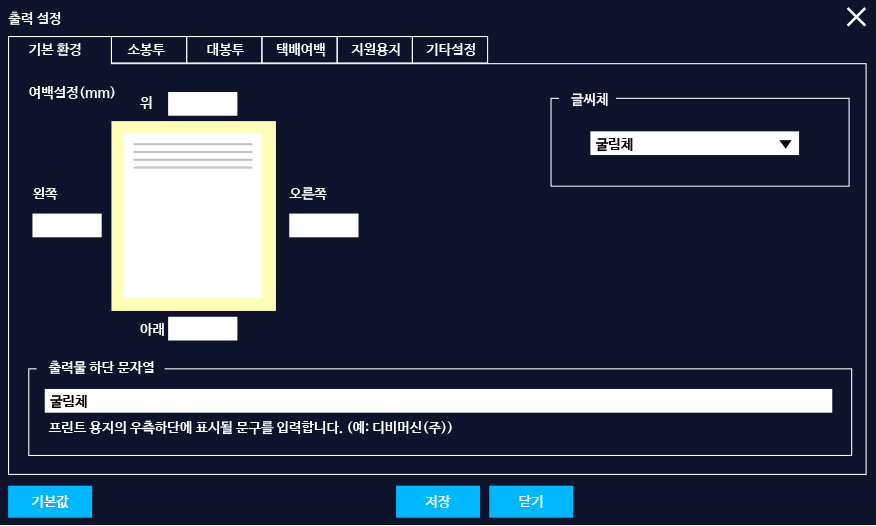 출력 설정
기본 환경 소봉투 대봉투 택배여백 지원용지 기타설정
여백설정(mm)
위
글씨체
굴림체
왼쪽
오른쪽
아래
출력물 하단 문자열
굴림체
프린트 용지의 우측하단에 표시될 문구를 입력합니다. (예: 디비머신(주))
기본값 저장 닫기